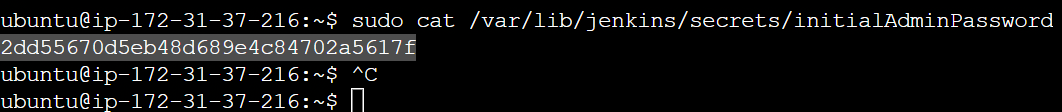 ubuntu@ip-172-31-37-216:~$ sudo cat /var/lib/jenkins/secrets/initialAdminPassword
2dd55670d5eb48d689e4c84702a5617f
ubuntu@ip-172-31-37-216:~$ ^C
ubuntu@ip-172-31-37-216:~$